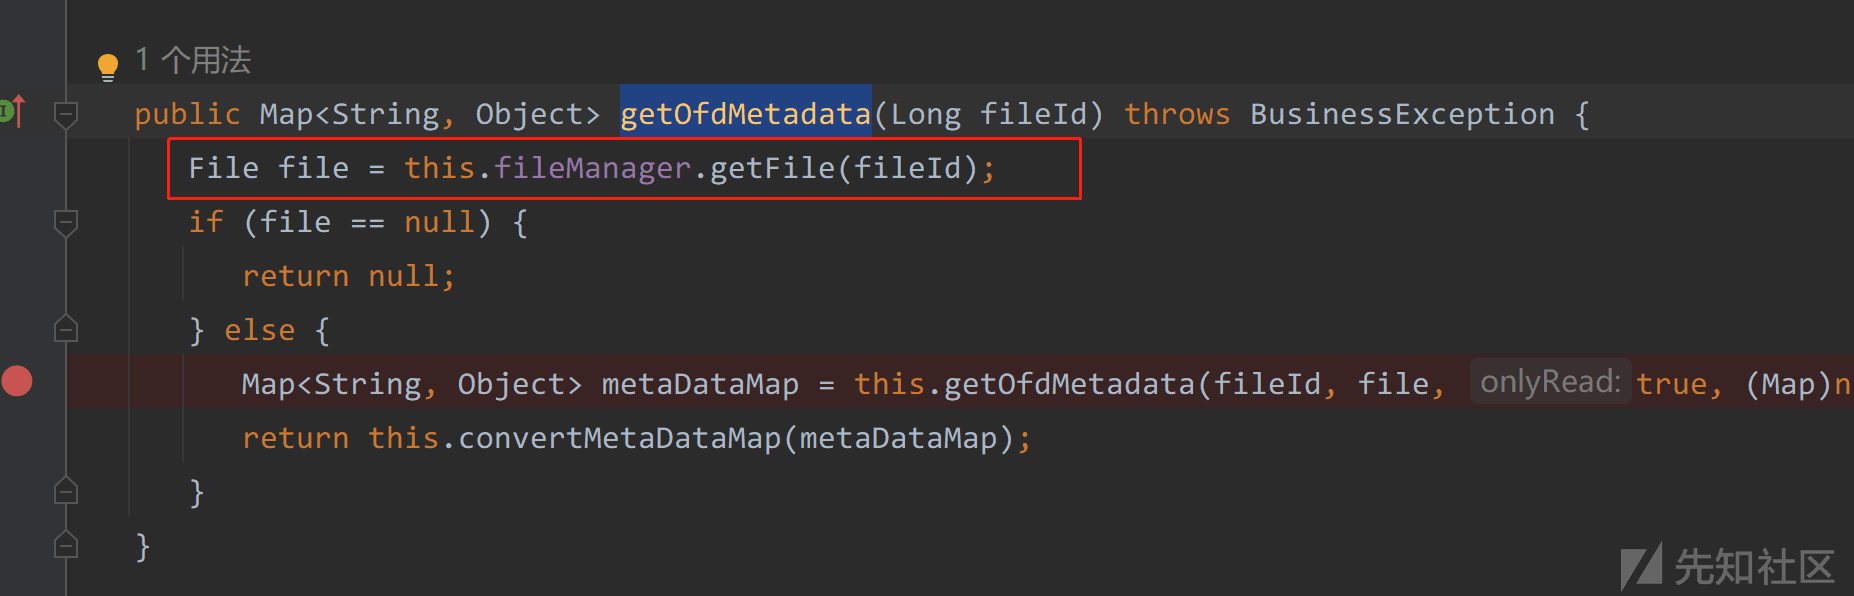 1 个用法
public Map<String, Object> getOfdMetadata(Long fileId) throws BusinessException {
File file = this.fileManager.getFile(fileId);
if (file == null) {
return null;
} else {
Map<String, Object> metaDataMap = this.getOfdMetadata(fileId, file, onlyRead: true, (Map)n
return this.convertMetaDataMap(metaDataMap);
}
}
先知社区